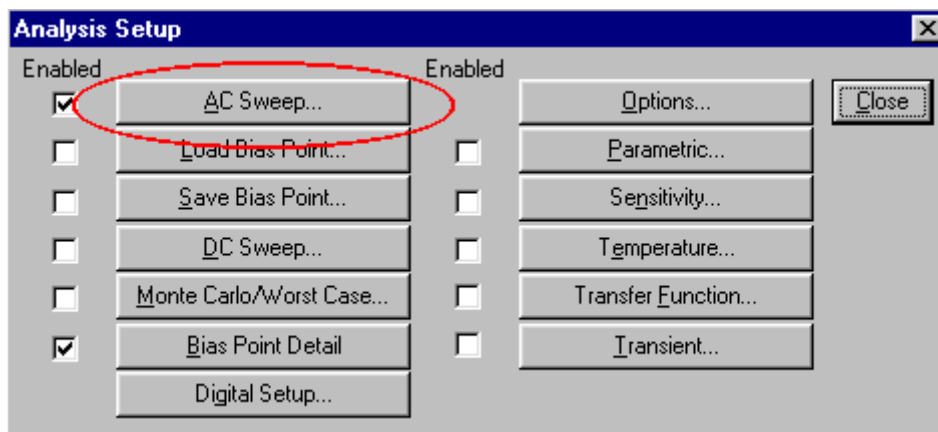 Analysis Setup
Enabled
AC Sweep...
Load Bias Point...
Save Bias Point...
DC Sweep...
Monte Carlo/Worst Case...
Bias Point Detail
Digital Setup...
Enabled
Options...
Parametric...
Sensitivity...
Temperature...
Transfer Function...
Transient...
Close